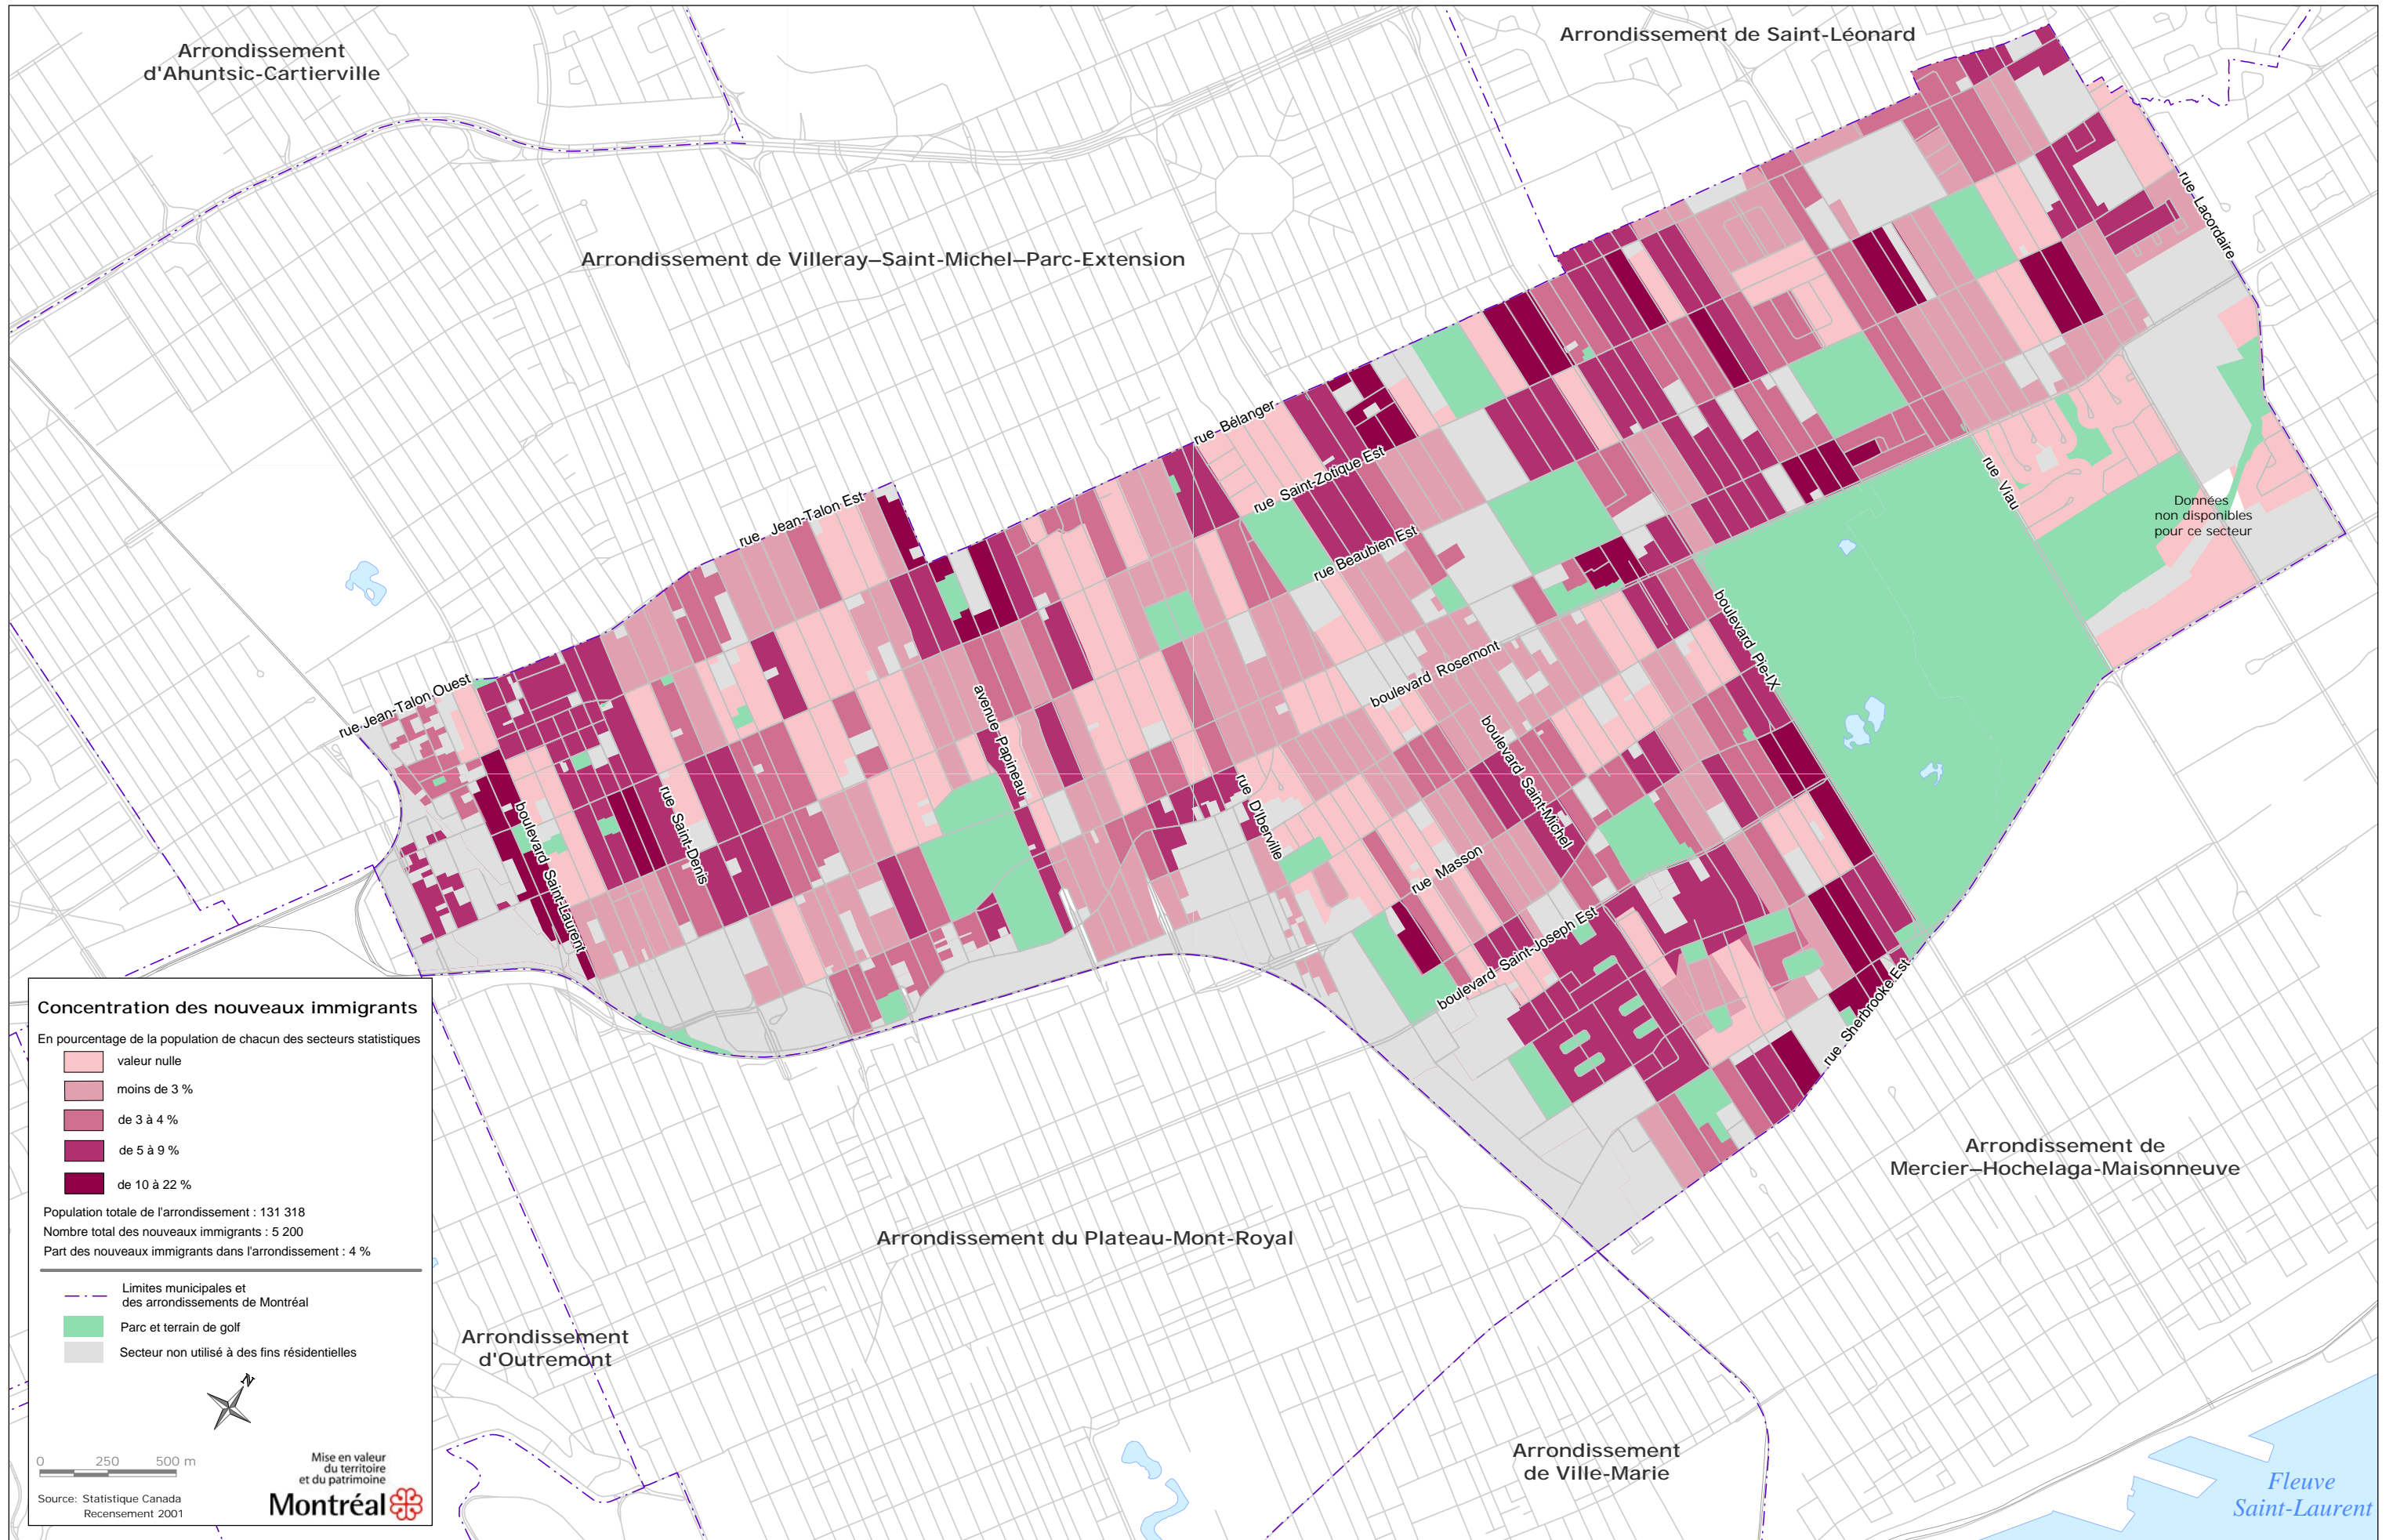 Arrondissement
d'Ahuntsic-Cartierville
Arrondissement de Saint-Léonard
Arrondissement de Villeray–Saint-Michel–Parc-Extension
rue Lacordaire
rue Bélanger
rue Saint-Zotique Est
rue Jean-Talon Est
rue Beaubien Est
rue Viau
Données
non disponibles
pour ce secteur
boulevard Pie-IX
boulevard Rosemont
rue Jean-Talon Ouest
avenue Papineau
boulevard Saint-Michel
rue D'Iberville
rue Saint-Denis
boulevard Saint-Laurent
rue Masson
boulevard Saint-Joseph Est
rue Sherbrooke Est
Arrondissement de
Mercier–Hochelaga-Maisonneuve
Arrondissement du Plateau-Mont-Royal
Arrondissement
d'Outremont
Arrondissement
de Ville-Marie
Fleuve
Saint-Laurent
Concentration des nouveaux immigrants
En pourcentage de la population de chacun des secteurs statistiques
valeur nulle
moins de 3 %
de 3 à 4 %
de 5 à 9 %
de 10 à 22 %
Population totale de l'arrondissement : 131 318
Nombre total des nouveaux immigrants : 5 200
Part des nouveaux immigrants dans l'arrondissement : 4 %
Limites municipales et
des arrondissements de Montréal
Parc et terrain de golf
Secteur non utilisé à des fins résidentielles
N
0 250 500 m
Source: Statistique Canada
Recensement 2001
Mise en valeur
du territoire
et du patrimoine
Montréal